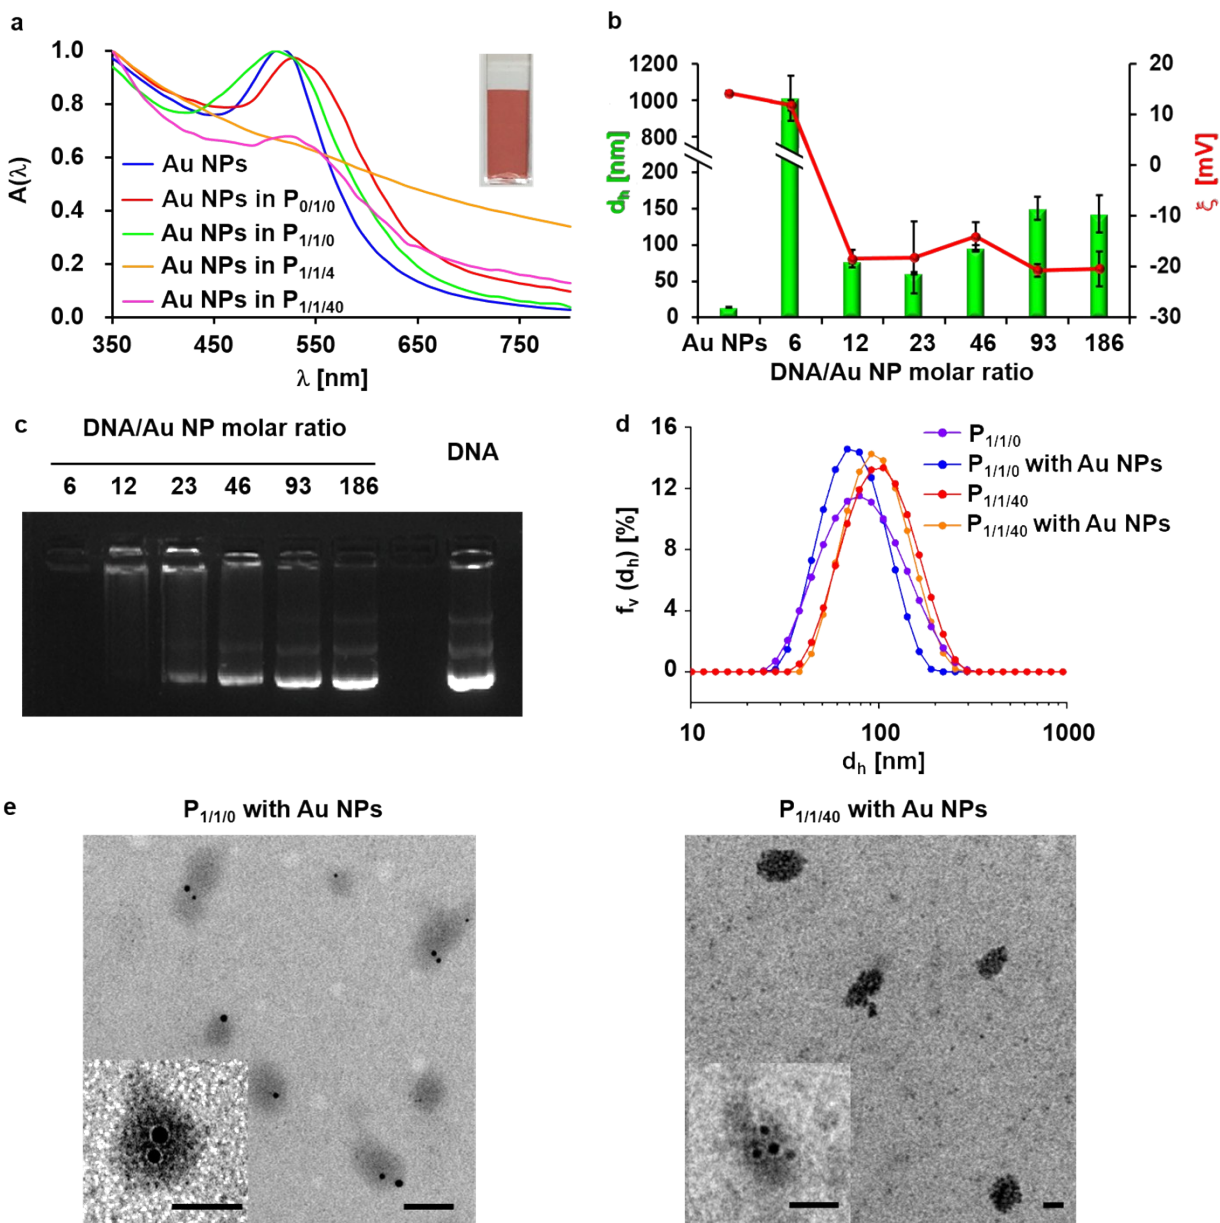 a
1.0
0.8
0.6
0.4
0.2
0.0
A(λ)
Au NPs
Au NPs in P0/1/0
Au NPs in P1/1/0
Au NPs in P1/1/4
Au NPs in P1/1/40
350 450 550 650 750
λ [nm]
b
1200
1000
800
200
150
100
50
0
dh [nm]
20
10
0
-10
-20
-30
ξ [mV]
Au NPs 6 12 23 46 93 186
DNA/Au NP molar ratio
c
DNA/Au NP molar ratio
DNA
6 12 23 46 93 186
d
16
12
8
4
0
fv (dh) [%]
P1/1/0
P1/1/0 with Au NPs
P1/1/40
P1/1/40 with Au NPs
10 100 1000
dh [nm]
e
P1/1/0 with Au NPs
P1/1/40 with Au NPs